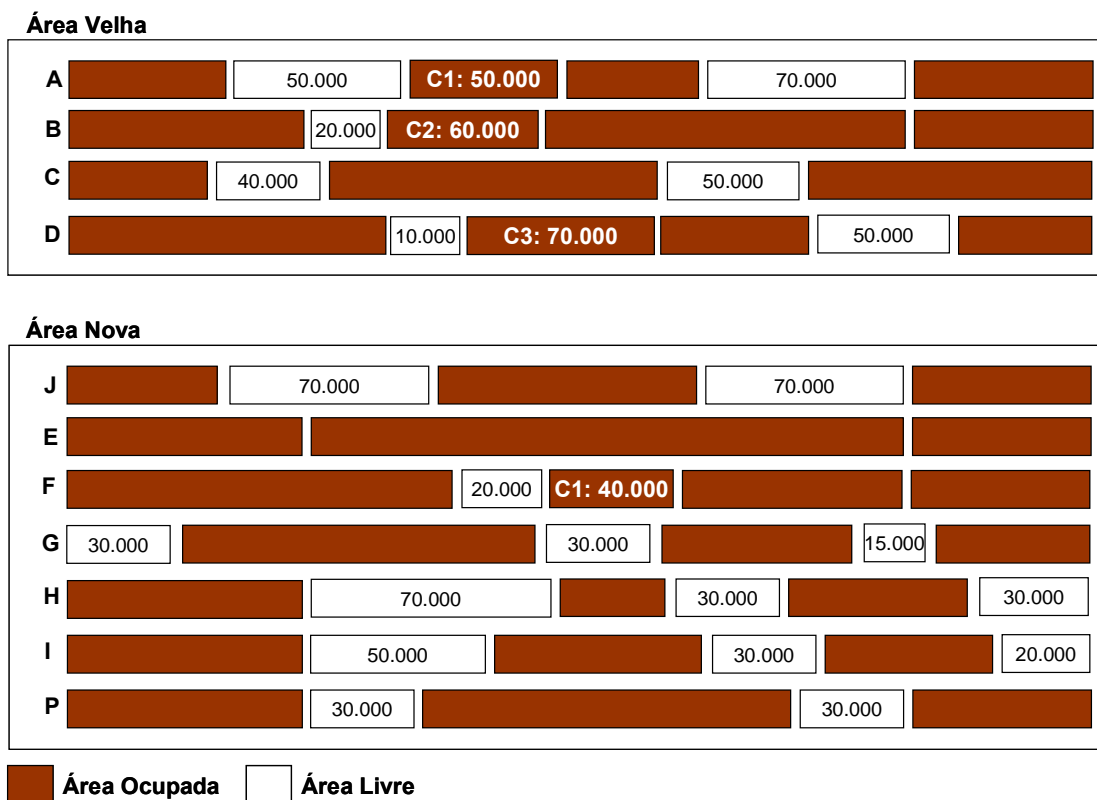 Área Velha
A 50.000 C1: 50.000 70.000
B 20.000 C2: 60.000
C 40.000 50.000
D 10.000 C3: 70.000 50.000
Área Nova
J 70.000 70.000
E
F 20.000 C1: 40.000
G 30.000 30.000 15.000
H 70.000 30.000 30.000
I 50.000 30.000 20.000
P 30.000 30.000
Área Ocupada Área Livre